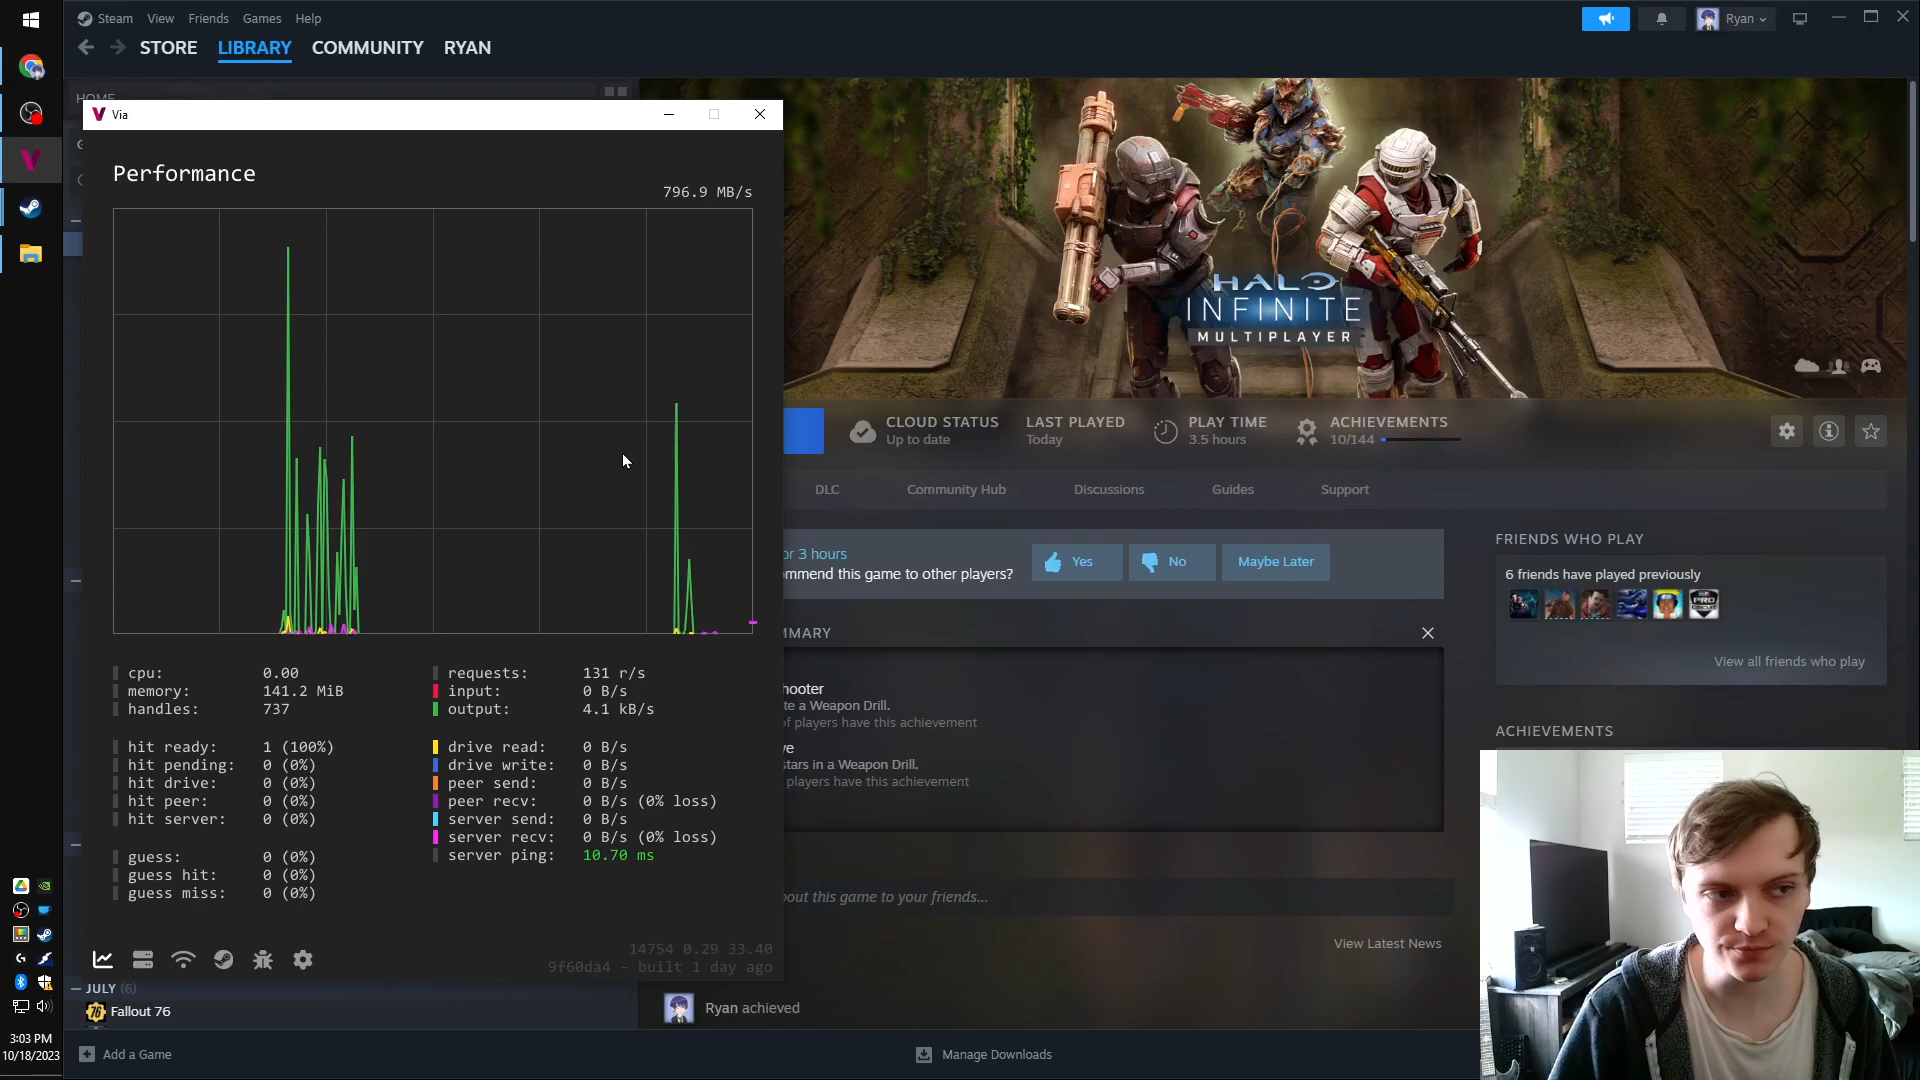 Steam View Friends Games Help
Ryan
STORE LIBRARY COMMUNITY RYAN
HOME
Via
Performance
796.9 MB/s
HALO
INFINITE
MULTIPLAYER
CLOUD STATUS
Up to date
LAST PLAYED
Today
PLAY TIME
3.5 hours
ACHIEVEMENTS
10/144
DLC Community Hub Discussions Guides Support
or 3 hours
ommend this game to other players?
Yes
No
Maybe Later
FRIENDS WHO PLAY
6 friends have played previously
PRO
View all friends who play
MMARY
hooter
te a Weapon Drill.
of players have this achievement
ve
stars in a Weapon Drill.
players have this achievement
ACHIEVEMENTS
cpu: 0.00
memory: 141.2 MiB
handles: 737
hit ready: 1 (100%)
hit pending: 0 (0%)
hit drive: 0 (0%)
hit peer: 0 (0%)
hit server: 0 (0%)
guess: 0 (0%)
guess hit: 0 (0%)
guess miss: 0 (0%)
requests: 131 r/s
input: 0 B/s
output: 4.1 kB/s
drive read: 0 B/s
drive write: 0 B/s
peer send: 0 B/s
peer recv: 0 B/s (0% loss)
server send: 0 B/s
server recv: 0 B/s (0% loss)
server ping: 10.70 ms
14754 0.29 33.40
9f60da4 - built 1 day ago
bout this game to your friends...
View Latest News
JULY (6)
76
Fallout 76
Ryan achieved
3:03 PM
10/18/2023
Add a Game
Manage Downloads